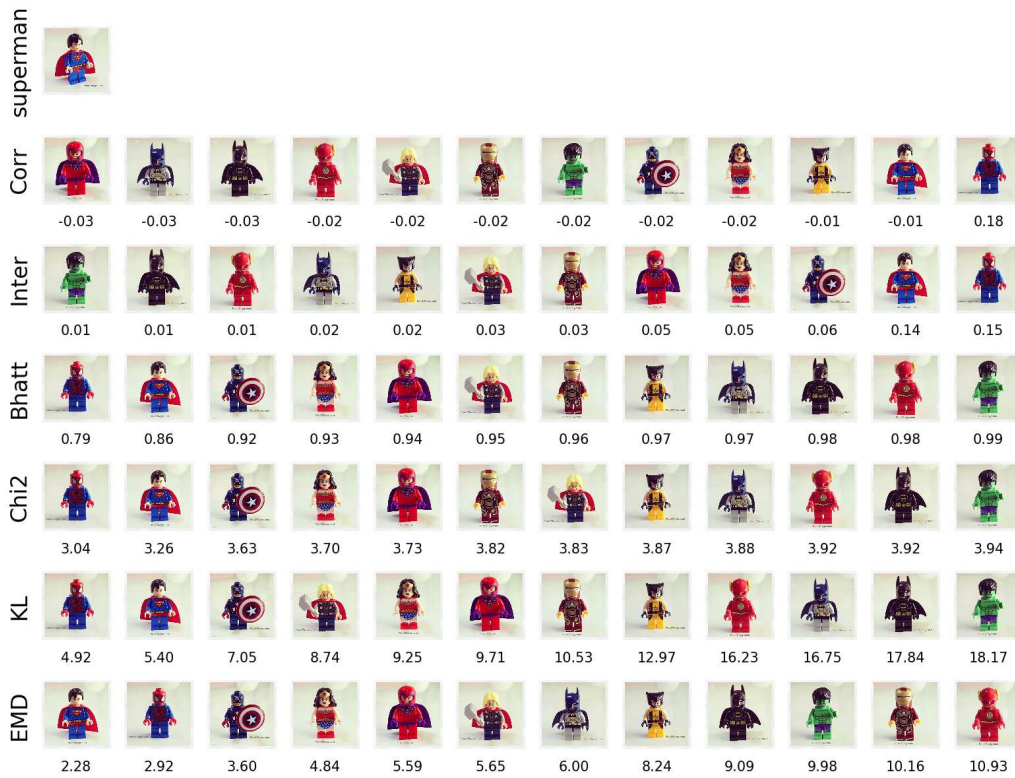 superman
Corr
-0.03 -0.03 -0.03 -0.02 -0.02 -0.02 -0.02 -0.02 -0.02 -0.01 -0.01 0.18
Inter
0.01 0.01 0.01 0.02 0.02 0.03 0.03 0.05 0.05 0.06 0.14 0.15
Bhatt
0.79 0.86 0.92 0.93 0.94 0.95 0.96 0.97 0.97 0.98 0.98 0.99
Chi2
3.04 3.26 3.63 3.70 3.73 3.82 3.83 3.87 3.88 3.92 3.92 3.94
KL
4.92 5.40 7.05 8.74 9.25 9.71 10.53 12.97 16.23 16.75 17.84 18.17
EMD
2.28 2.92 3.60 4.84 5.59 5.65 6.00 8.24 9.09 9.98 10.16 10.93